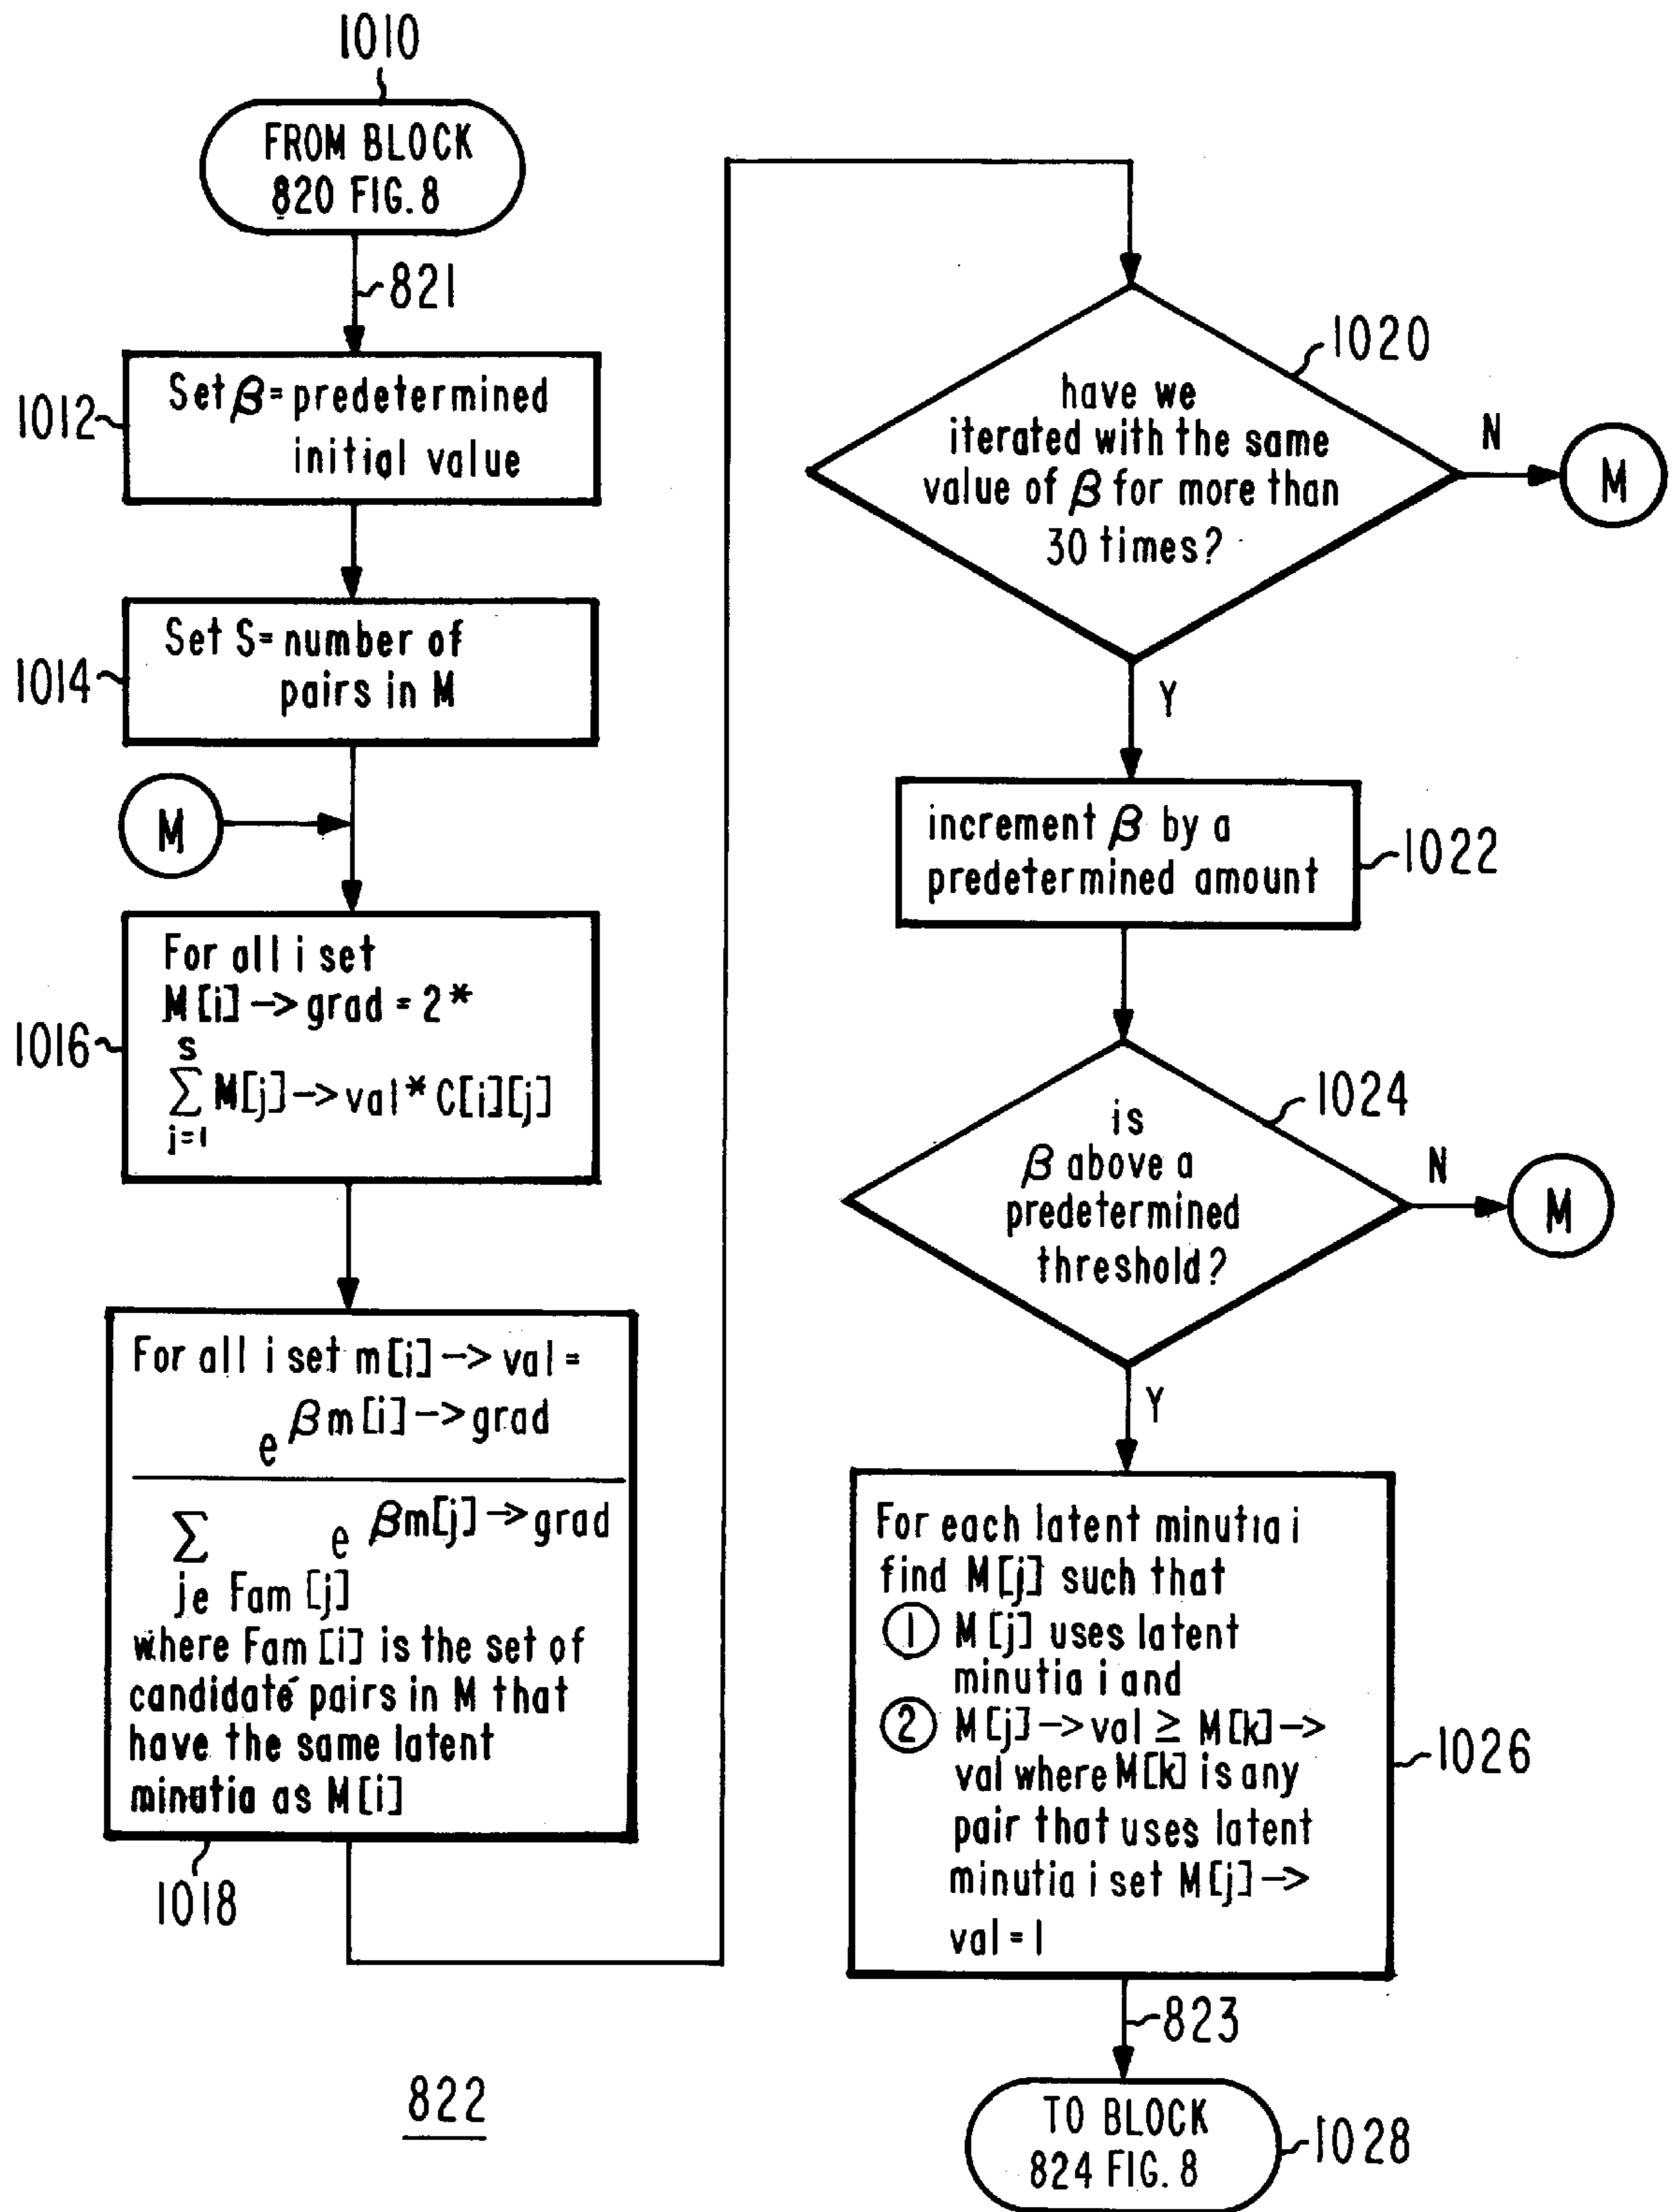 1010
FROM BLOCK
820 FIG. 8
821
1012
Set β = predetermined
initial value
1014
Set S = number of
pairs in M
M
1016
For all i set
M[i] -> grad = 2*
s
∑ M[j] -> val * C[i][j]
j=1
For all i set m[i] -> val =
e β m[i] -> grad
∑ e β m[j] -> grad
je Fam [j]
where Fam [i] is the set of
candidate pairs in M that
have the same latent
minutia as M[i]
1018
822
1020
have we
iterated with the same
value of β for more than
30 times?
N
M
Y
increment β by a
predetermined amount
1022
1024
is
β above a
predetermined
threshold?
N
M
Y
For each latent minutia i
find M[j] such that
① M[j] uses latent
minutia i and
② M[j] -> val ≥ M[k] ->
val where M[k] is any
pair that uses latent
minutia i set M[j] ->
val = 1
1026
823
TO BLOCK
824 FIG. 8
1028